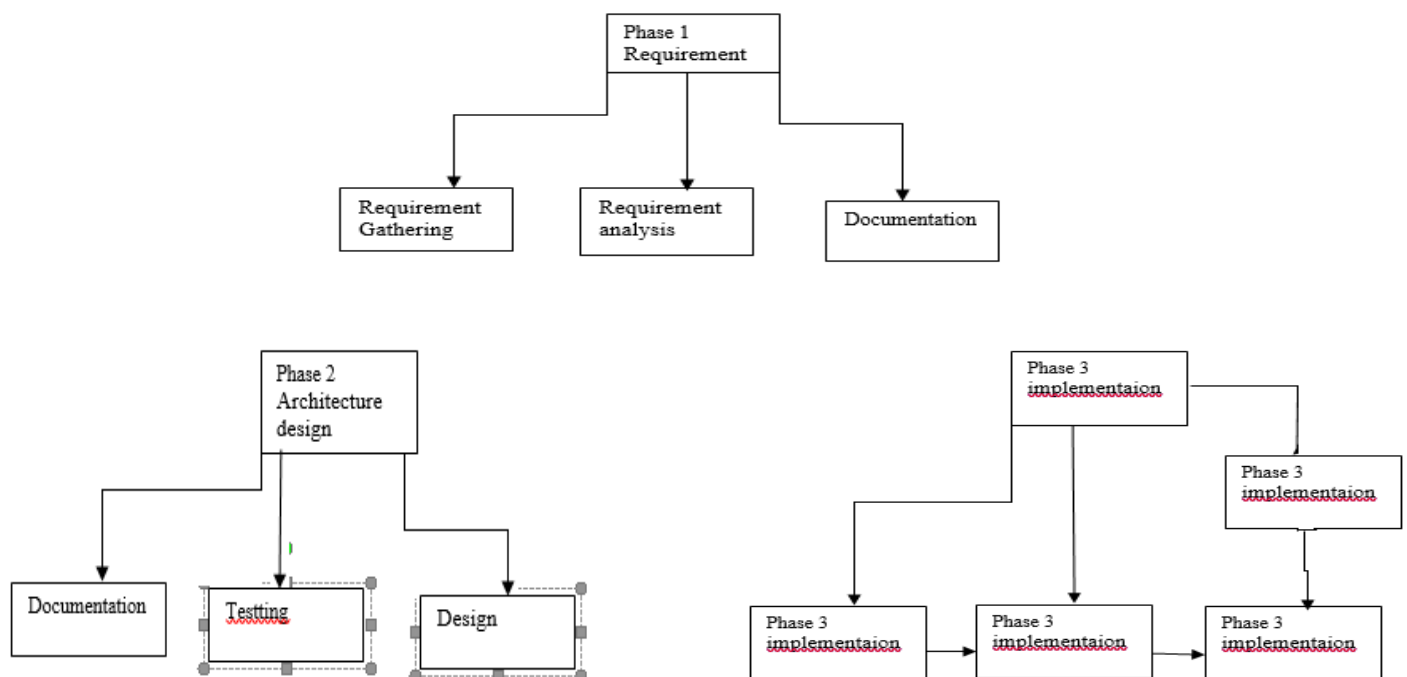 Phase 1
Requirement
Requirement
Gathering
Requirement
analysis
Documentation
Phase 2
Architecture
design
Documentation
Testting
Design
Phase 3
implementaion
Phase 3
implementaion
Phase 3
implementaion
Phase 3
implementaion
Phase 3
implementaion